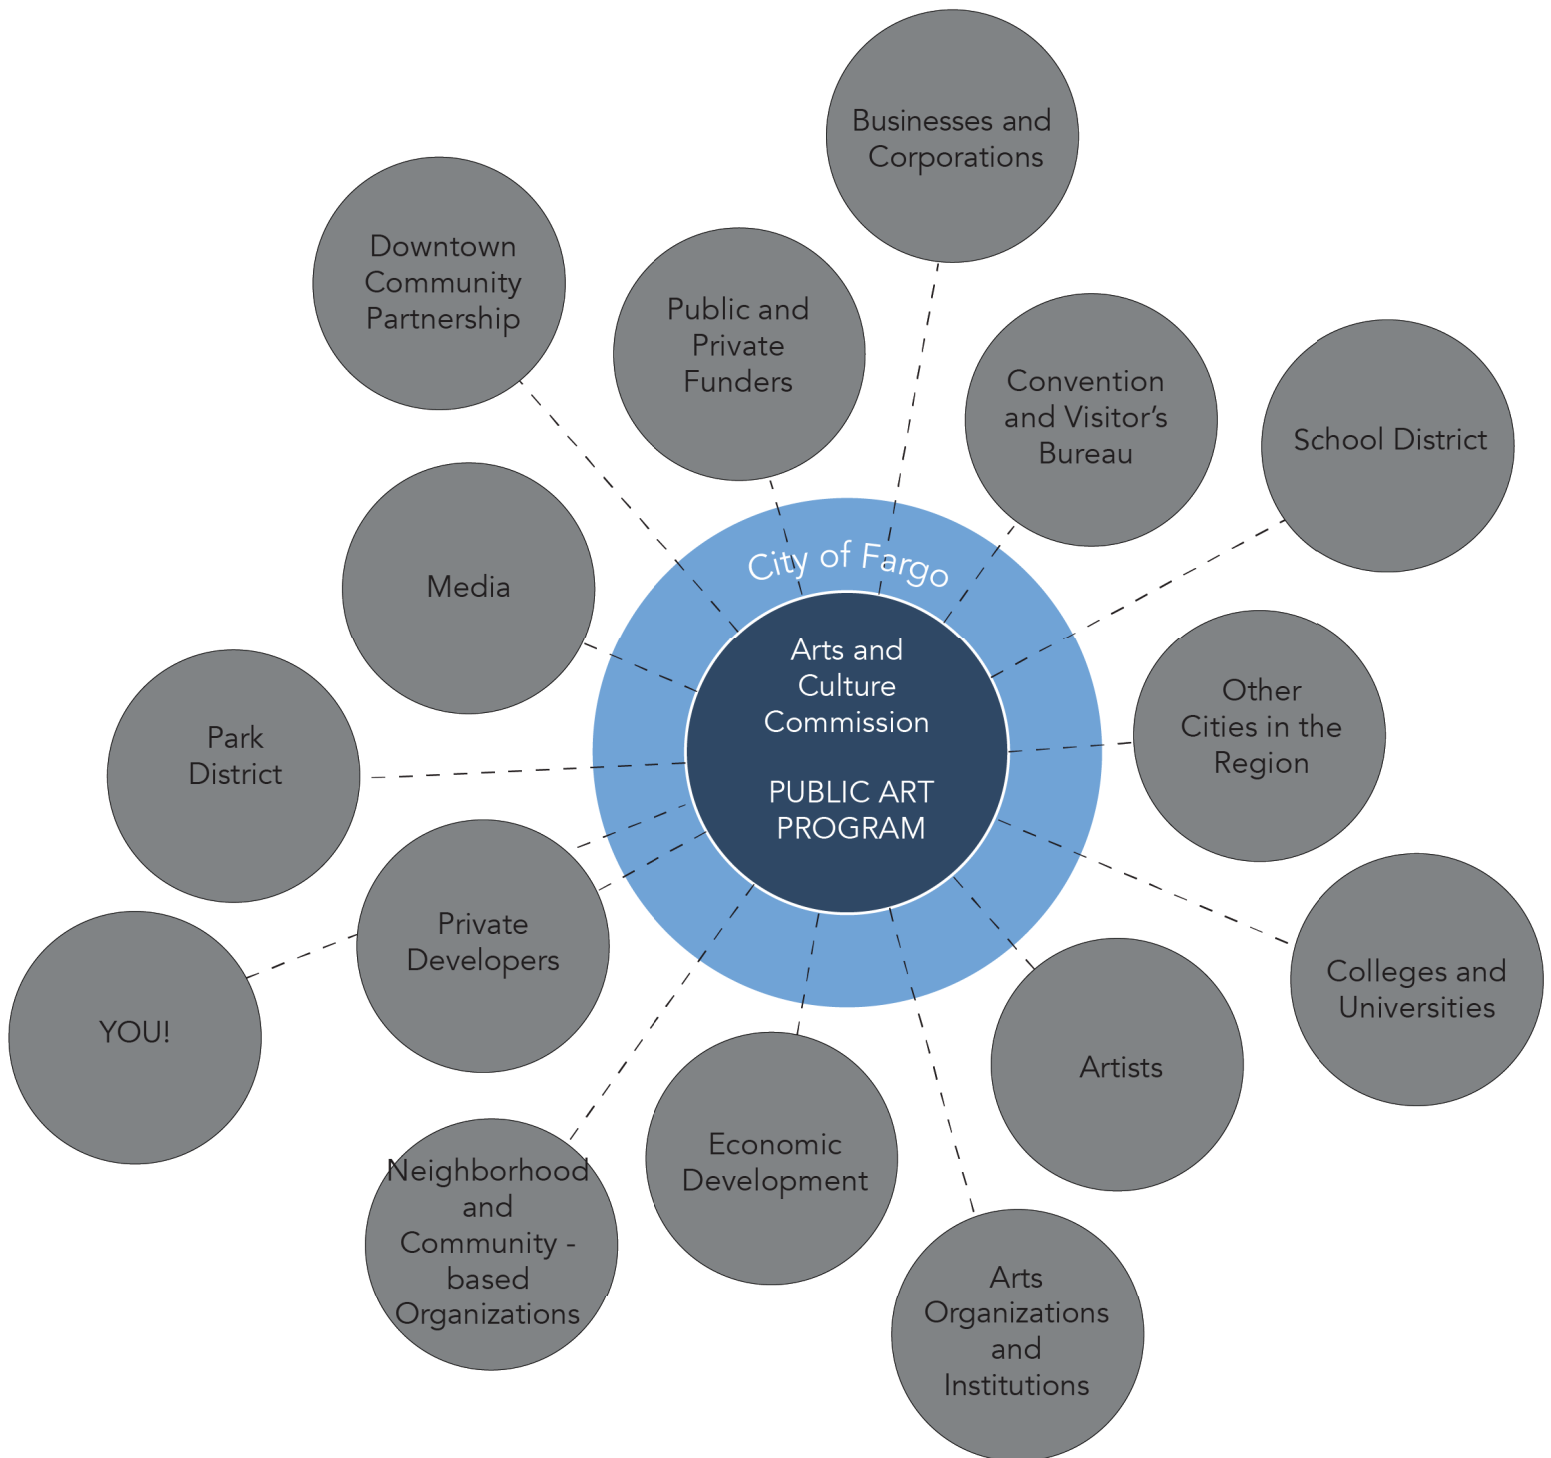 Businesses and
Corporations
Downtown
Community
Partnership
Public and
Private
Funders
Convention
and Visitor’s
Bureau
School District
Media
City of Fargo
Arts and
Culture
Commission
PUBLIC ART
PROGRAM
Other
Cities in the
Region
Park
District
Private
Developers
YOU!
Colleges and
Universities
Artists
Neighborhood
and
Community -
based
Organizations
Economic
Development
Arts
Organizations
and
Institutions